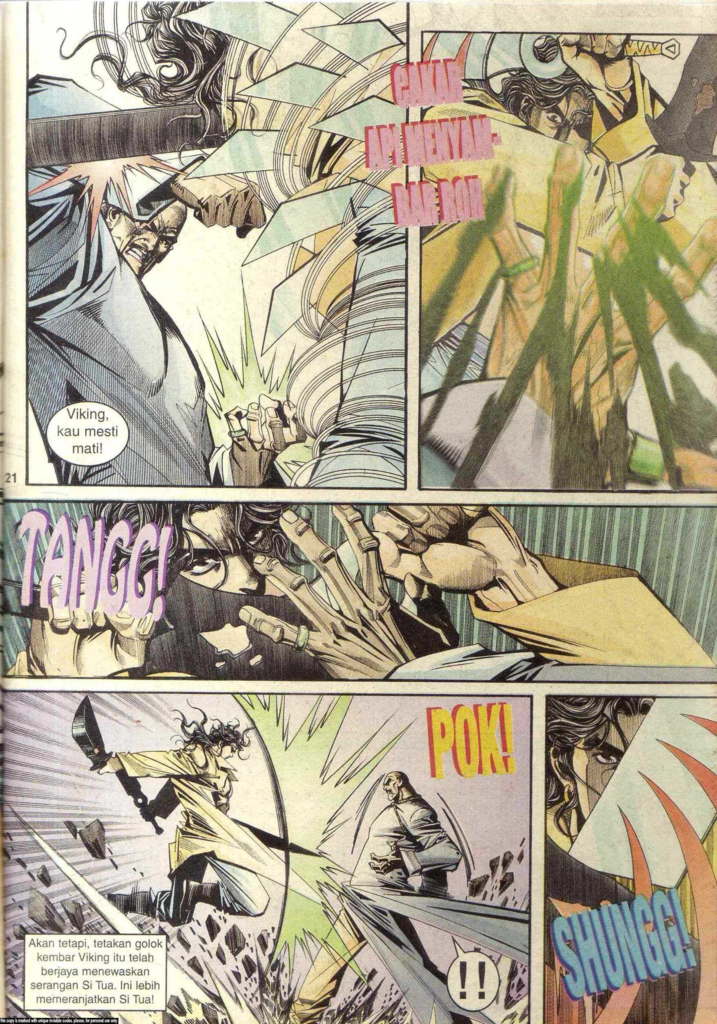 Viking,
kau mesti
mati!
CAKAR
API MENYAM-
BAR ROH
21
TANGG!
POK!
Akan tetapi, tetakan golok
kembar Viking itu telah
berjaya menewaskan
serangan Si Tua. Ini lebih
memeranjatkan Si Tua!
!!
SHUNGG!